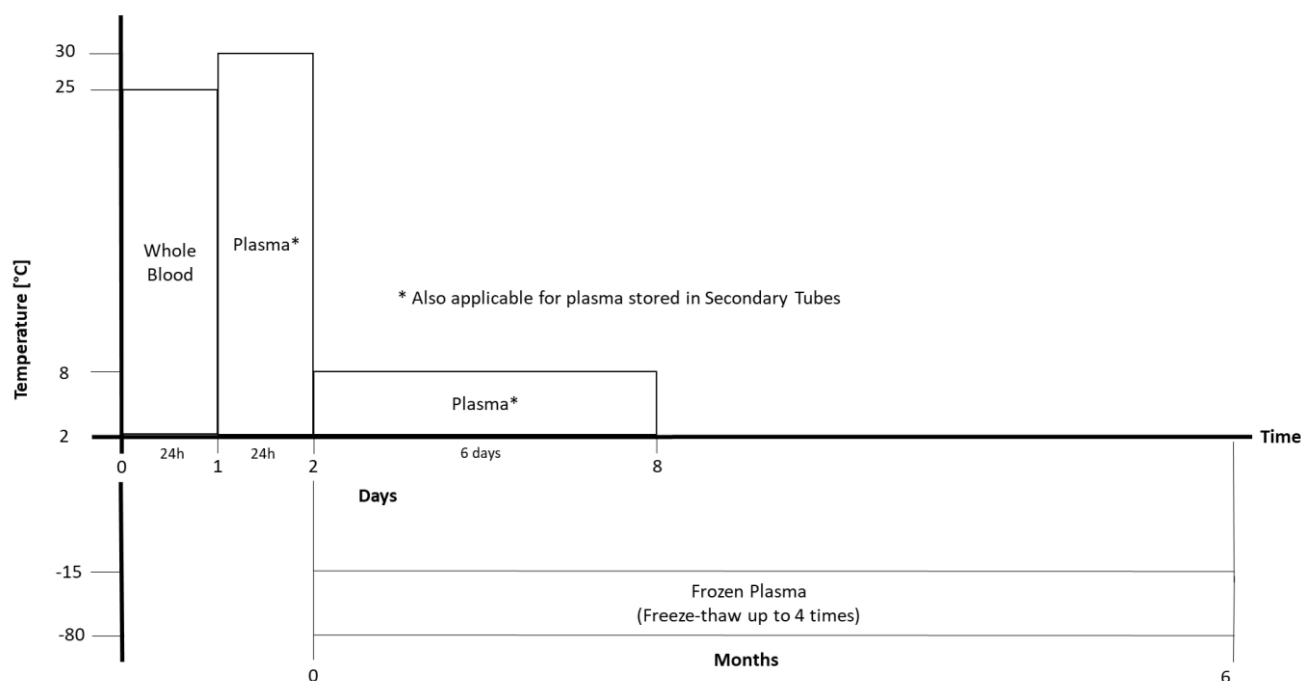 30
25
Whole
Blood
Plasma*
* Also applicable for plasma stored in Secondary Tubes
Temperature [°C]
8
Plasma*
2
Time
24h
24h
6 days
0
1
2
8
Days
-15
Frozen Plasma
(Freeze-thaw up to 4 times)
-80
Months
0
6